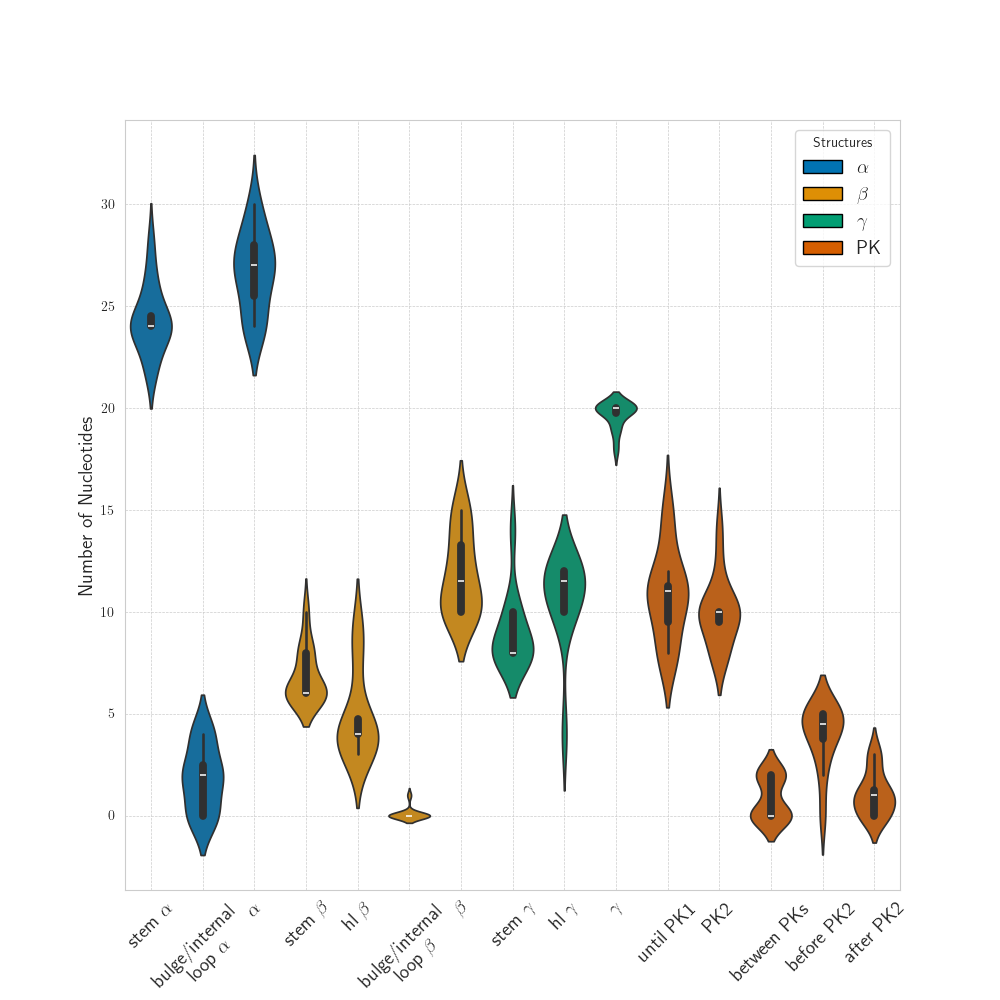 Structures
α
β
γ
PK
Number of Nucleotides
30
25
20
15
10
5
0
stem α
bulge/internal
loop α
α
stem β
hl β
bulge/internal
loop β
β
stem γ
hl γ
γ
until PK1
PK2
between PKs
before PK2
after PK2